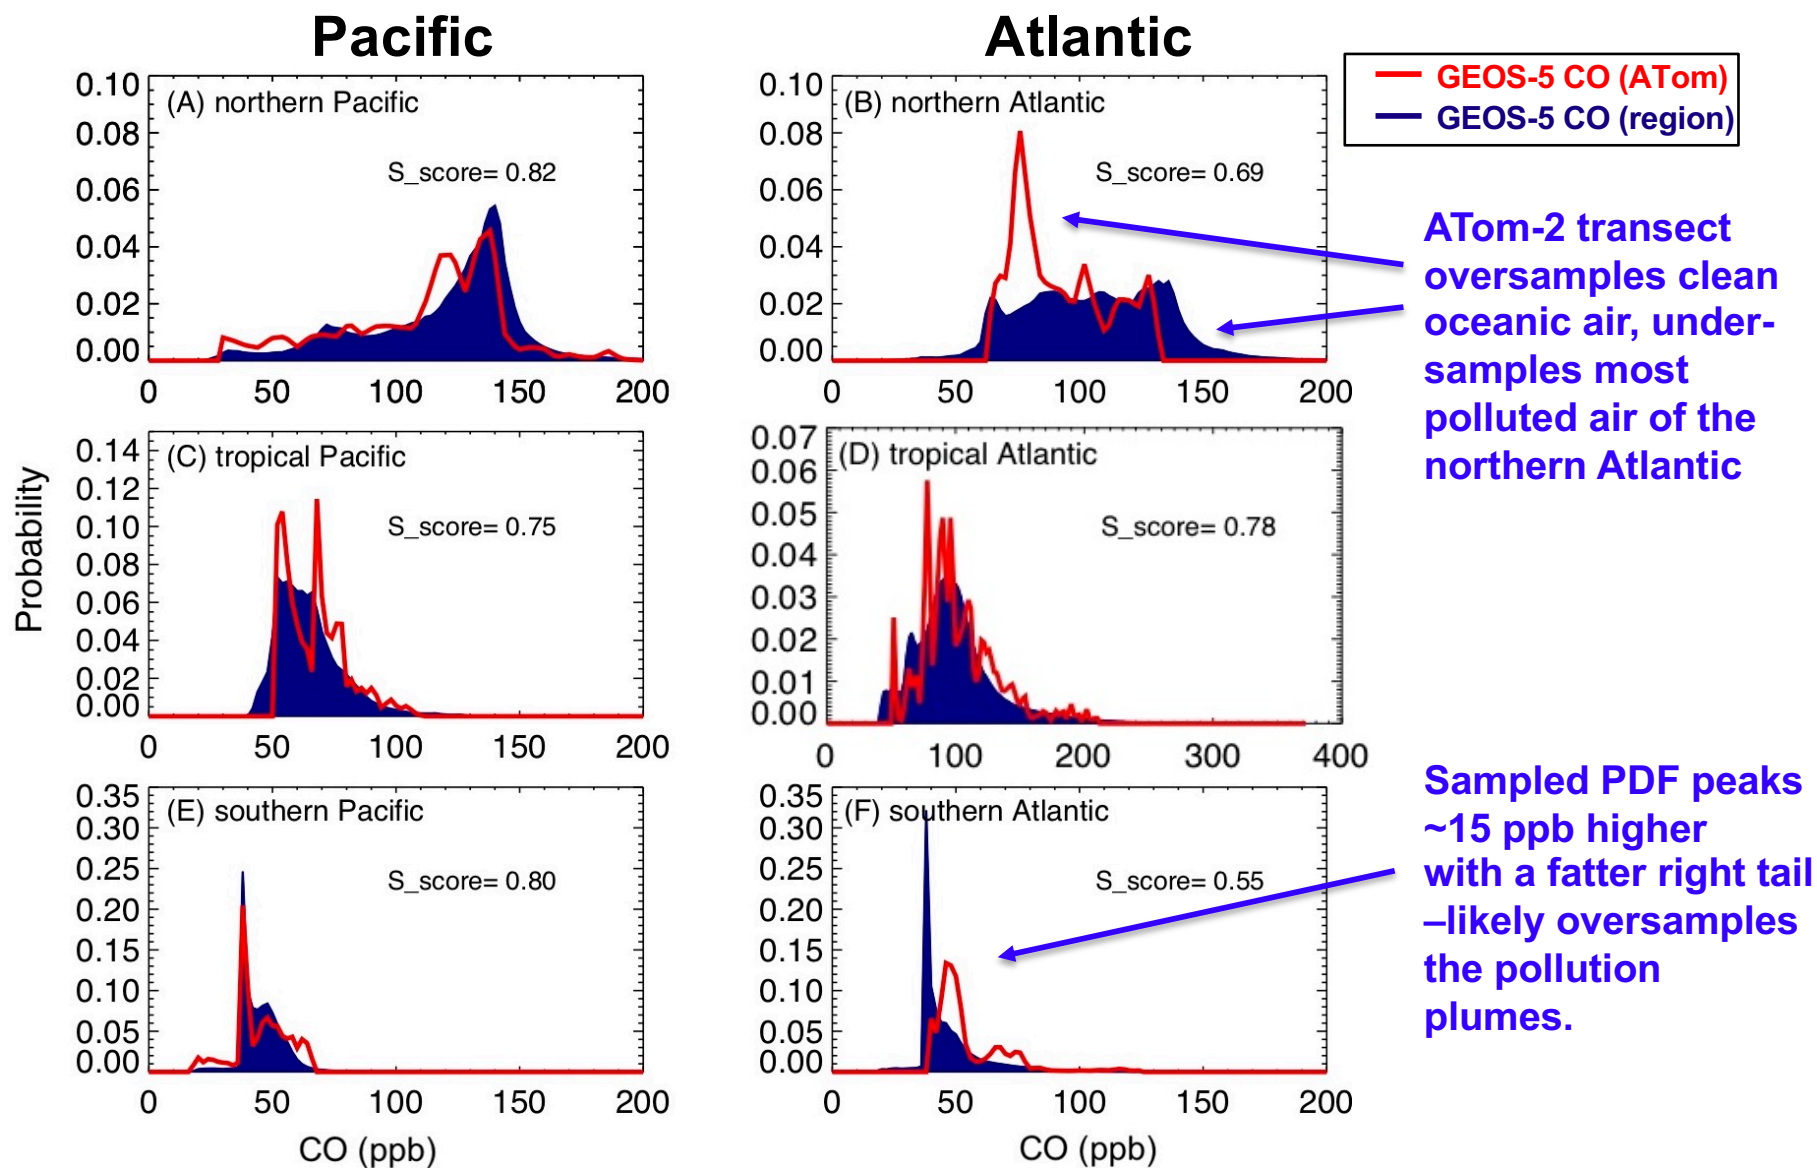 Pacific
Atlantic
GEOS-5 CO (ATom)
GEOS-5 CO (region)
Probability
0.10
0.08
0.06
0.04
0.02
0.00
(A) northern Pacific
S_score= 0.82
0 50 100 150 200
0.10
0.08
0.06
0.04
0.02
0.00
(B) northern Atlantic
S_score= 0.69
0 50 100 150 200
ATom-2 transect
oversamples clean
oceanic air, under-
samples most
polluted air of the
northern Atlantic
0.14
0.12
0.10
0.08
0.06
0.04
0.02
0.00
(C) tropical Pacific
S_score= 0.75
0 50 100 150 200
0.07
0.06
0.05
0.04
0.03
0.02
0.01
0.00
(D) tropical Atlantic
S_score= 0.78
0 100 200 300 400
0.35
0.30
0.25
0.20
0.15
0.10
0.05
0.00
(E) southern Pacific
S_score= 0.80
0 50 100 150 200
CO (ppb)
0.35
0.30
0.25
0.20
0.15
0.10
0.05
0.00
(F) southern Atlantic
S_score= 0.55
0 50 100 150 200
CO (ppb)
Sampled PDF peaks
~15 ppb higher
with a fatter right tail
–likely oversamples
the pollution
plumes.